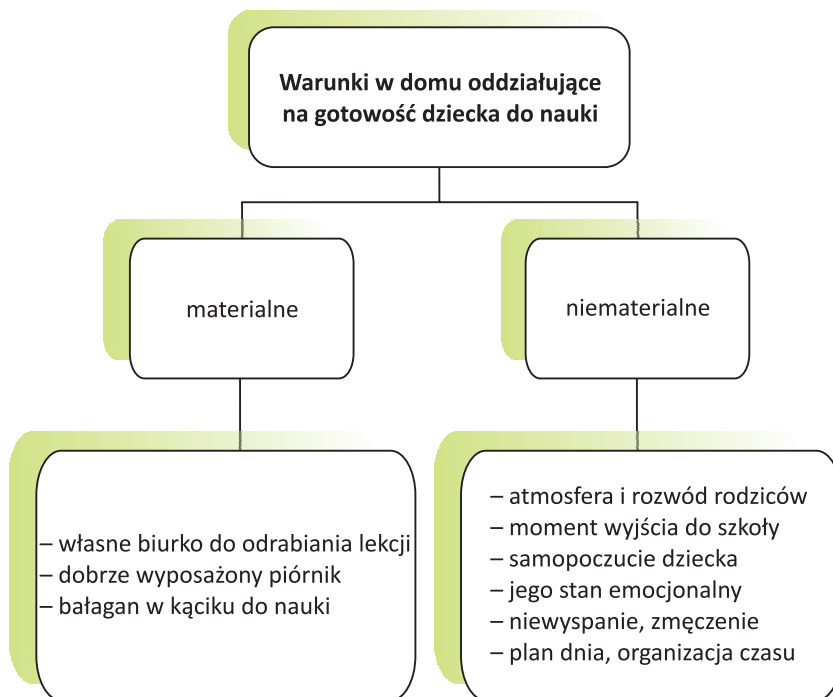 Warunki w domu oddziałujące
na gotowość dziecka do nauki
materialne
niematerialne
– własne biurko do odrabiania lekcji
– dobrze wyposażony piórnik
– bałagan w kąciku do nauki
– atmosfera i rozwód rodziców
– moment wyjścia do szkoły
– samopoczucie dziecka
– jego stan emocjonalny
– niewyspanie, zmęczenie
– plan dnia, organizacja czasu